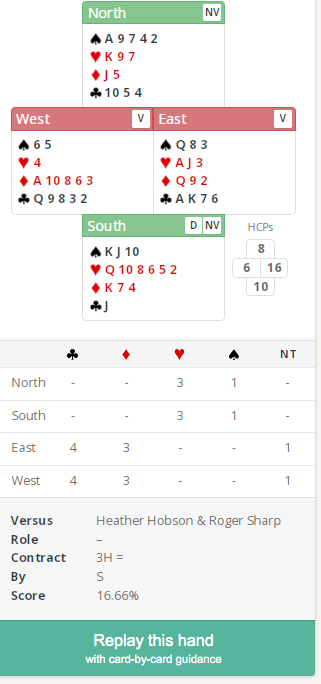 North NV
♠ A 9 7 4 2
♥ K 9 7
♦ J 5
♣ 10 5 4
West V East V
♠ 6 5 ♠ Q 8 3
♥ 4 ♥ A J 3
♦ A 10 8 6 3 ♦ Q 9 2
♣ Q 9 8 3 2 ♣ A K 7 6
South D NV HCPs
♠ K J 10 8
♥ Q 10 8 6 5 2 6 16
♦ K 7 4 10
♣ J
♣ ♦ ♥ ♠ NT
North - - 3 1 -
South - - 3 1 -
East 4 3 - - 1
West 4 3 - - 1
Versus Heather Hobson & Roger Sharp
Role –
Contract 3H =
By S
Score 16.66%
Replay this hand
with card-by-card guidance